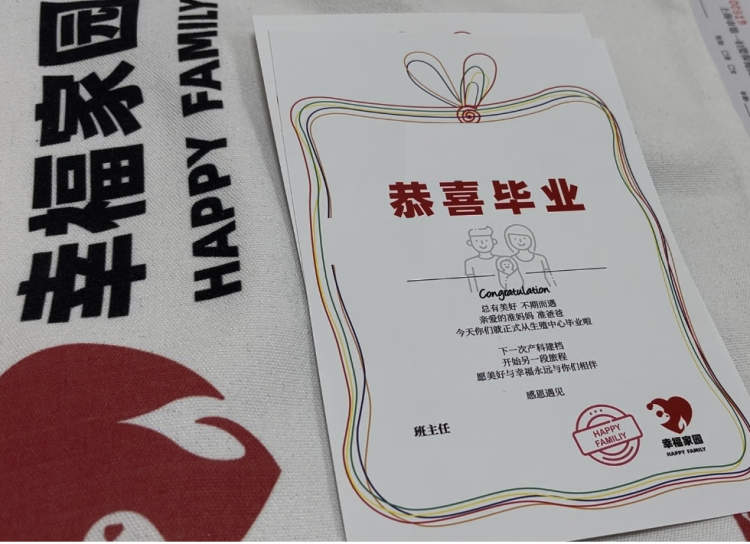 幸福家园
HAPPY FAMILY
恭喜毕业
Congratulation
总有美好 不期而遇
亲爱的准妈妈 准爸爸
今天你们就正式从生殖中心毕业啦
下一次产科建档
开始另一段旅程
愿美好与幸福永远与你们相伴
感恩遇见
班主任
HAPPY
FAMILIY
幸福家园
HAPPY FAMILY